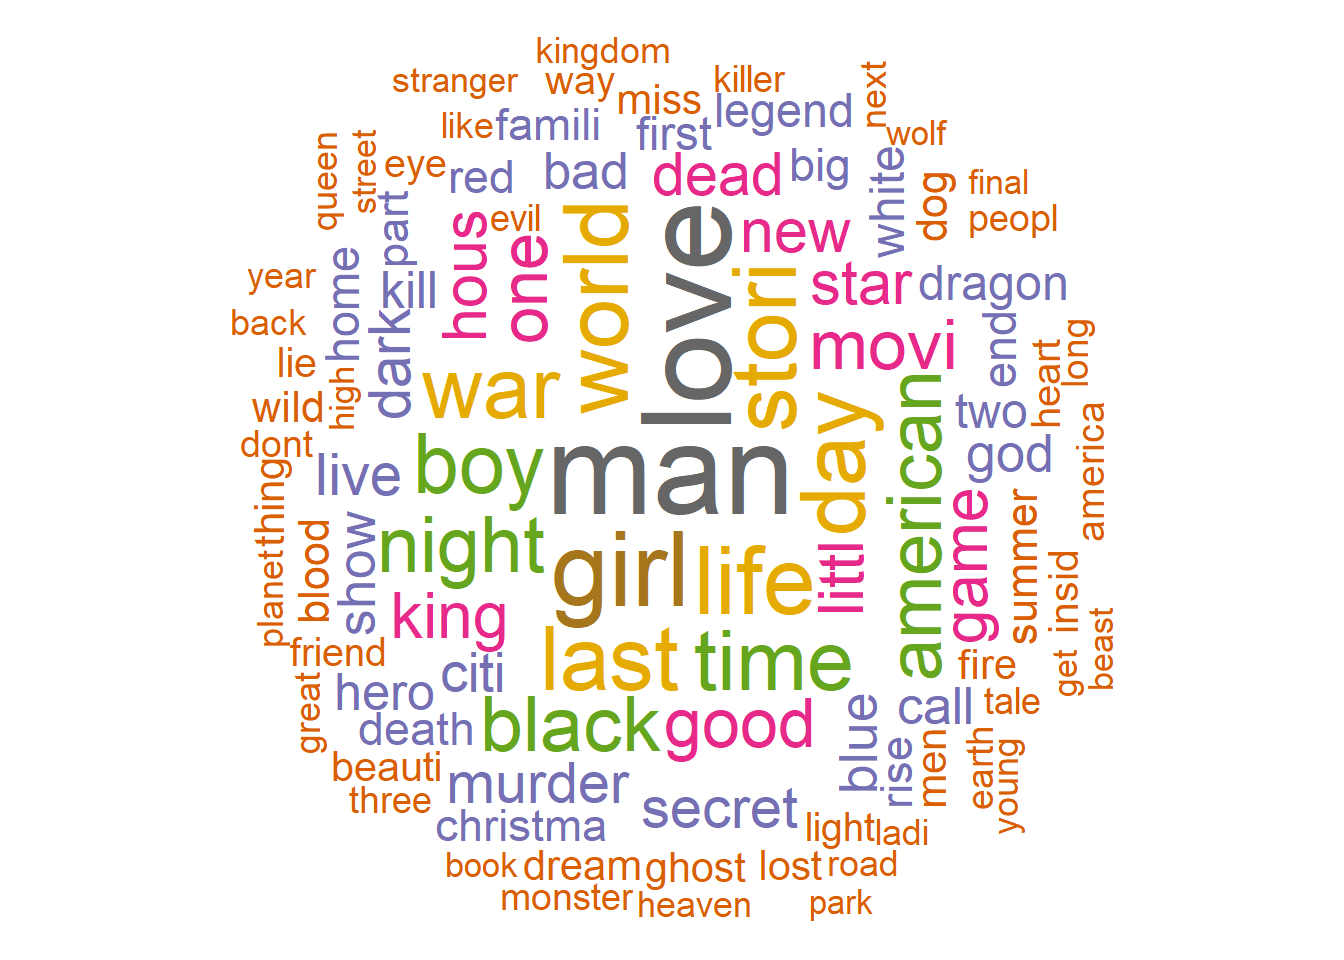 kingdom
stranger
way
killer
next
miss
legend
like
famili
first
wolf
queen
street
eye
red
bad
dead
big
white
dog
final
peopl
part
evil
hous
one
world
love
new
stori
star
dragon
year
home
kill
back
dark
war
movi
end
heart
long
lie
high
wild
american
two
america
dont
live
boy
man
day
god
thing
planet
blood
show
night
girl
life
littl
game
summer
insid
king
get
beast
friend
great
hero
citi
last
time
fire
tale
death
black
good
blue
call
rise
men
earth
young
beauti
three
murder
secret
christma
light
ladi
book
dream
ghost
lost
road
monster
heaven
park